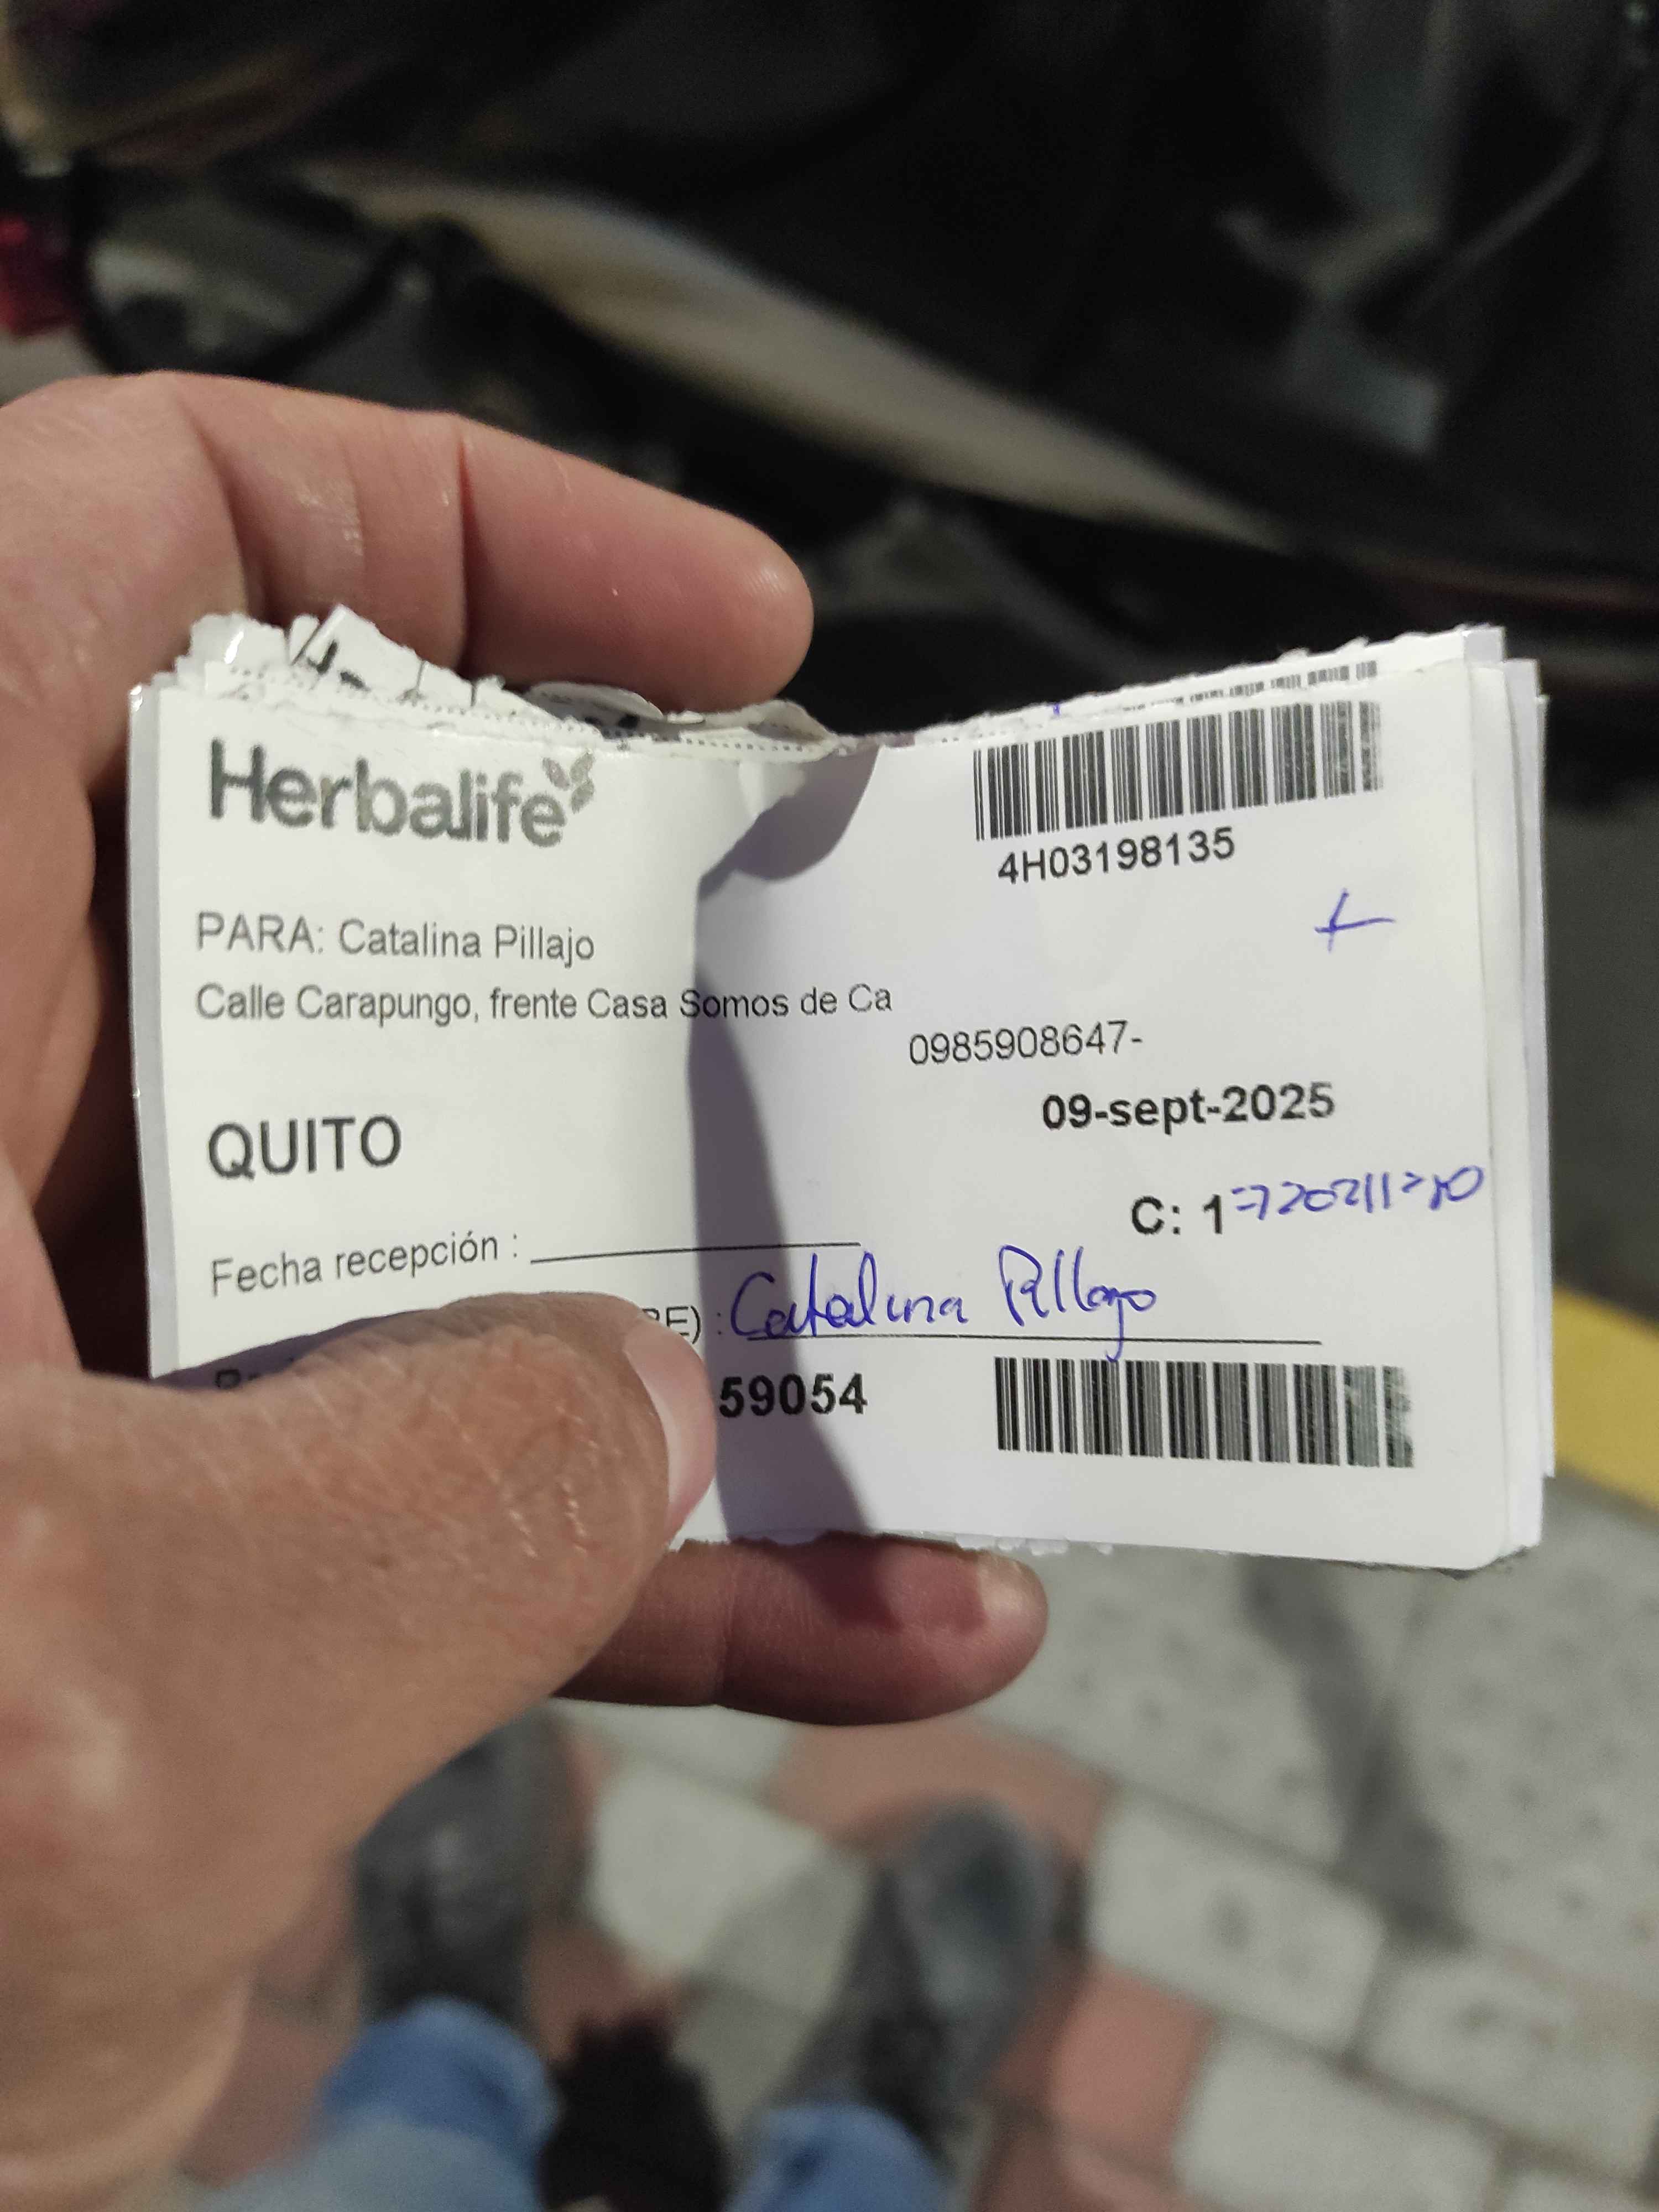 Herbalife
4H03198135
PARA: Catalina Pillajo
Calle Carapungo, frente Casa Somos de Ca
0985908647-
09-sept-2025
QUITO
C: 1
Fecha recepción :
RE) : Catalina Pillajo
59054